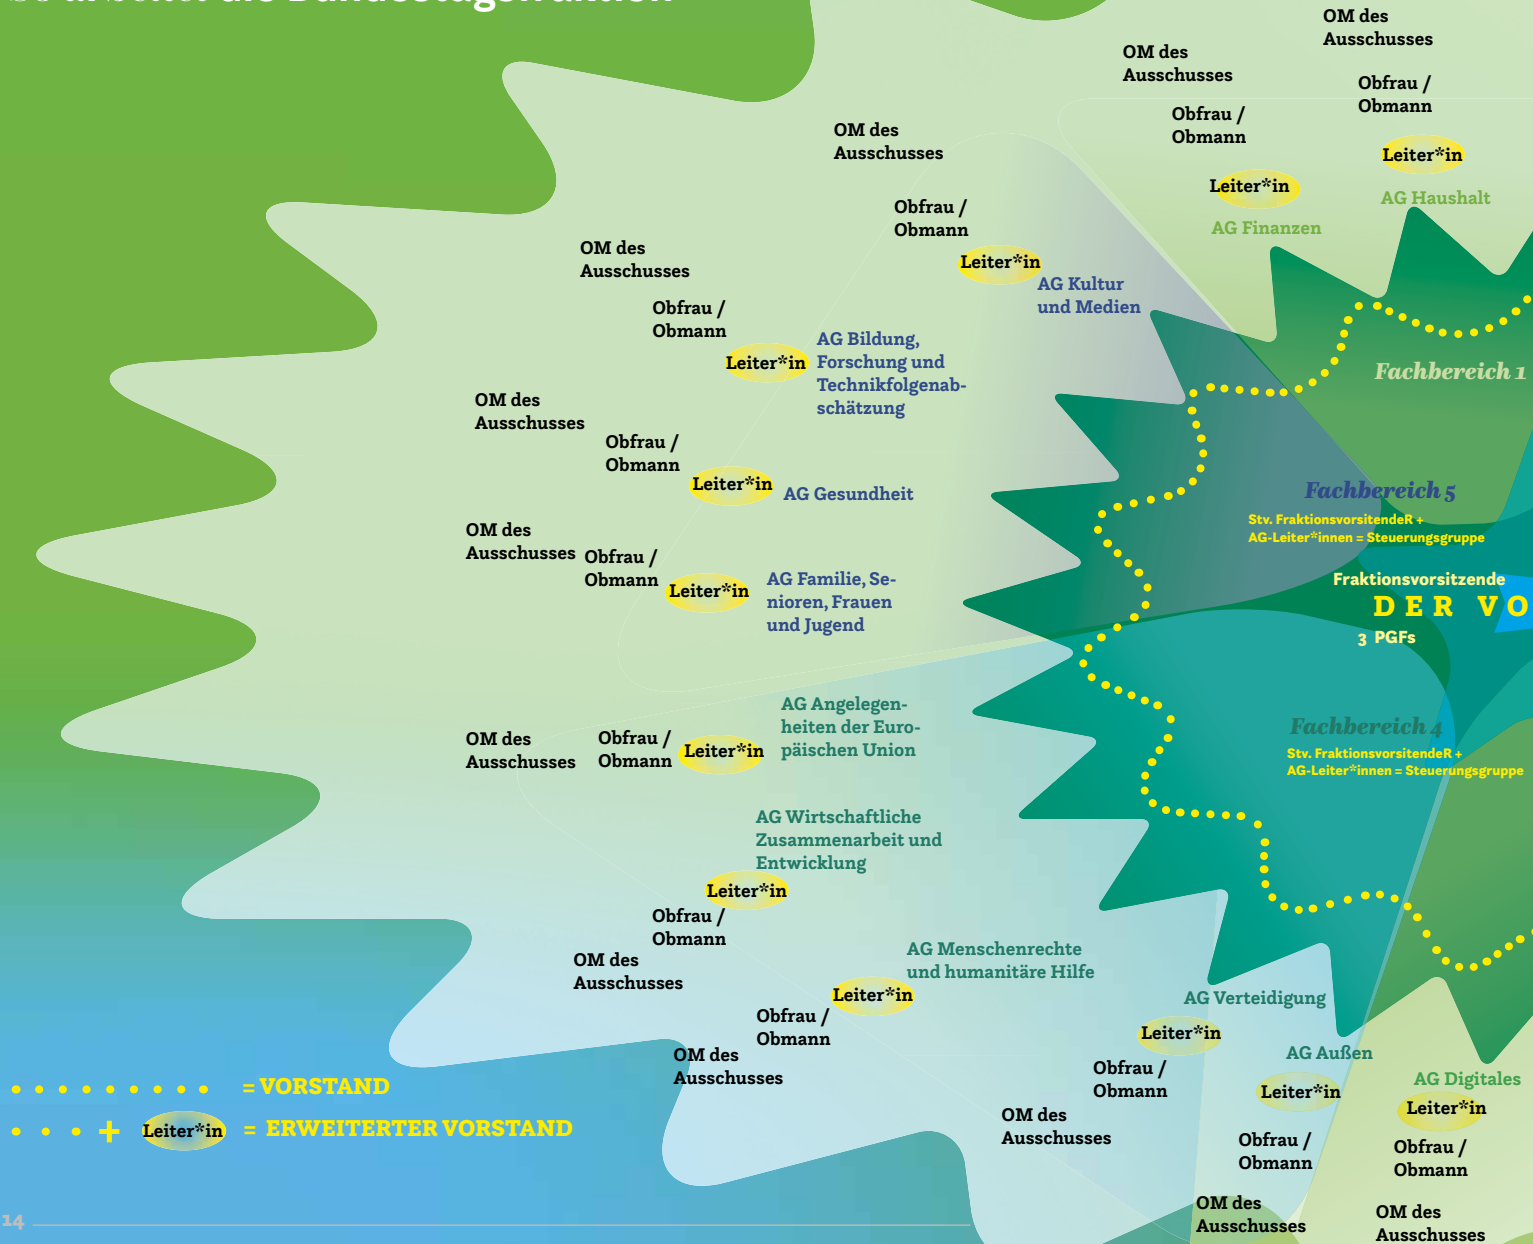 So arbeitet die Bundestagsfraktion
OM des
Ausschusses
Obfrau /
Obmann
Leiter*in
AG Haushalt
OM des
Ausschusses
Obfrau /
Obmann
Leiter*in
AG Finanzen
OM des
Ausschusses
Obfrau /
Obmann
Leiter*in
AG Kultur
und Medien
OM des
Ausschusses
Obfrau /
Obmann
Leiter*in
AG Bildung,
Forschung und
Technikfolgenab-
schätzung
OM des
Ausschusses
Obfrau /
Obmann
Leiter*in
AG Gesundheit
OM des
Ausschusses
Obfrau /
Obmann
Leiter*in
AG Familie, Se-
nioren, Frauen
und Jugend
Fachbereich 1
Fachbereich 5
Stv. FraktionsvorsitendeR +
AG-Leiter*innen = Steuerungsgruppe
Fraktionsvorsitzende
DER VO
3 PGFs
Fachbereich 4
Stv. FraktionsvorsitendeR +
AG-Leiter*innen = Steuerungsgruppe
OM des
Ausschusses
Obfrau /
Obmann
Leiter*in
AG Angelegen-
heiten der Euro-
päischen Union
AG Wirtschaftliche
Zusammenarbeit und
Entwicklung
Leiter*in
Obfrau /
Obmann
OM des
Ausschusses
AG Menschenrechte
und humanitäre Hilfe
Leiter*in
Obfrau /
Obmann
OM des
Ausschusses
AG Verteidigung
Leiter*in
Obfrau /
Obmann
OM des
Ausschusses
AG Außen
Leiter*in
Obfrau /
Obmann
OM des
Ausschusses
AG Digitales
Leiter*in
Obfrau /
Obmann
OM des
Ausschusses
= VORSTAND
+ Leiter*in = ERWEITERTER VORSTAND
14